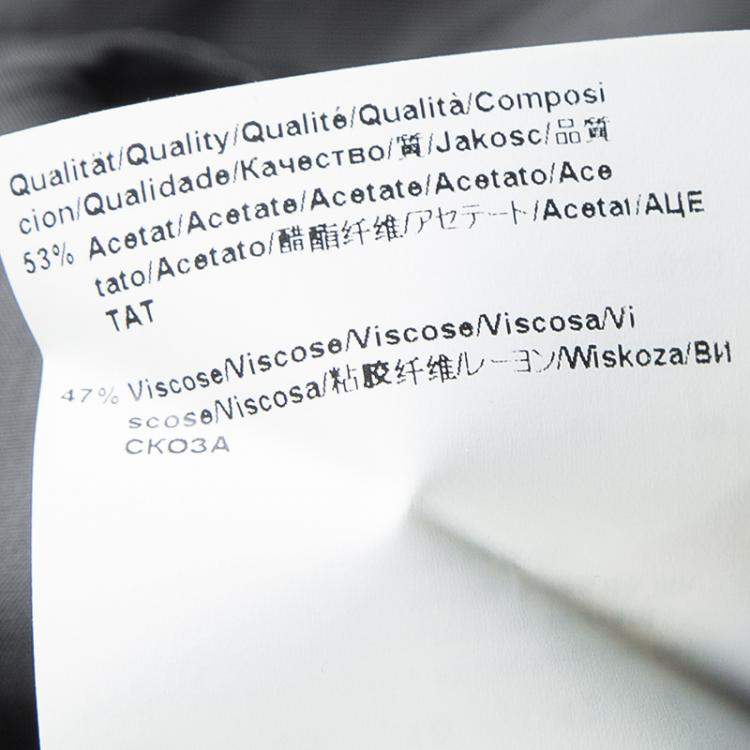 Qualität/Quality/Qualité/Qualità/Composi
cion/Qualidade/Качество/質/Jakosc/品質
53% Acetat/Acetate/Acetate/Acetato/Ace
tato/Acetato/醋酯纤维/アセテート/Acetal/АЦЕ
ТАТ
47% Viscose/Viscose/Viscose/Viscosa/Vi
scose/Viscosa/粘胶纤维/レーヨン/Wiskoza/ВИ
СКОЗА